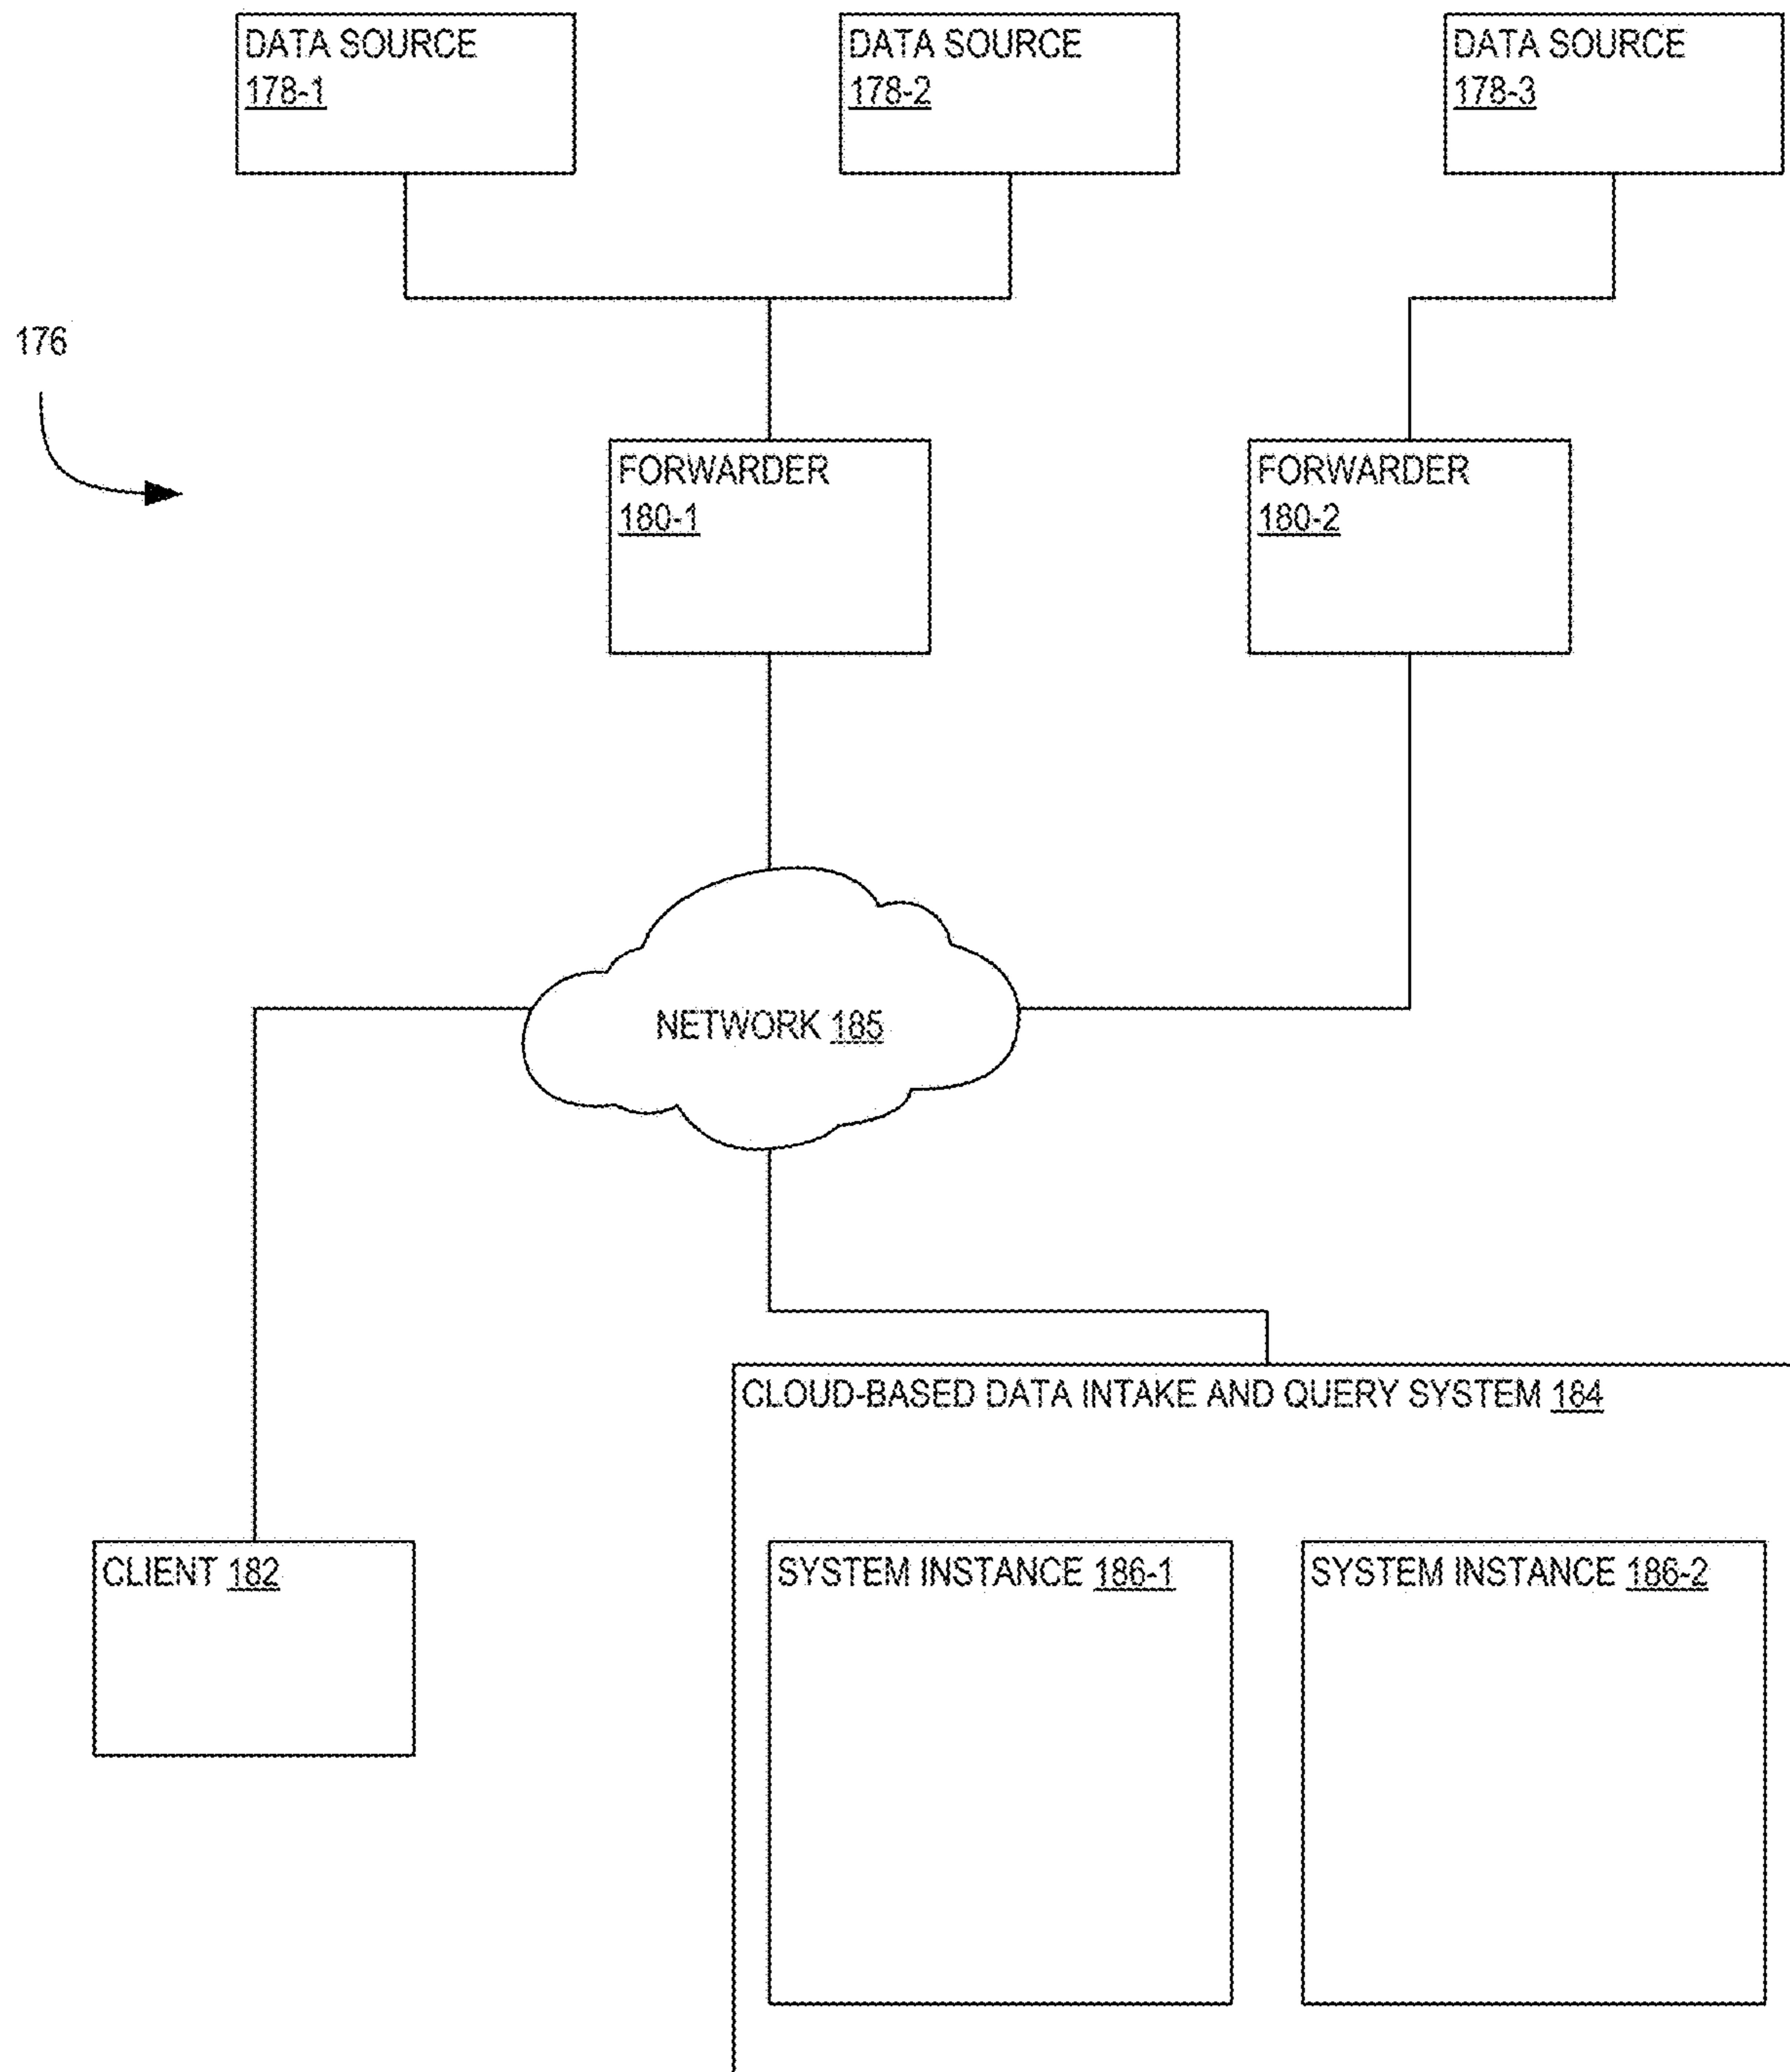 DATA SOURCE
178-1
DATA SOURCE
178-2
DATA SOURCE
178-3
176
FORWARDER
180-1
FORWARDER
180-2
NETWORK 185
CLOUD-BASED DATA INTAKE AND QUERY SYSTEM 184
CLIENT 182
SYSTEM INSTANCE 186-1
SYSTEM INSTANCE 186-2